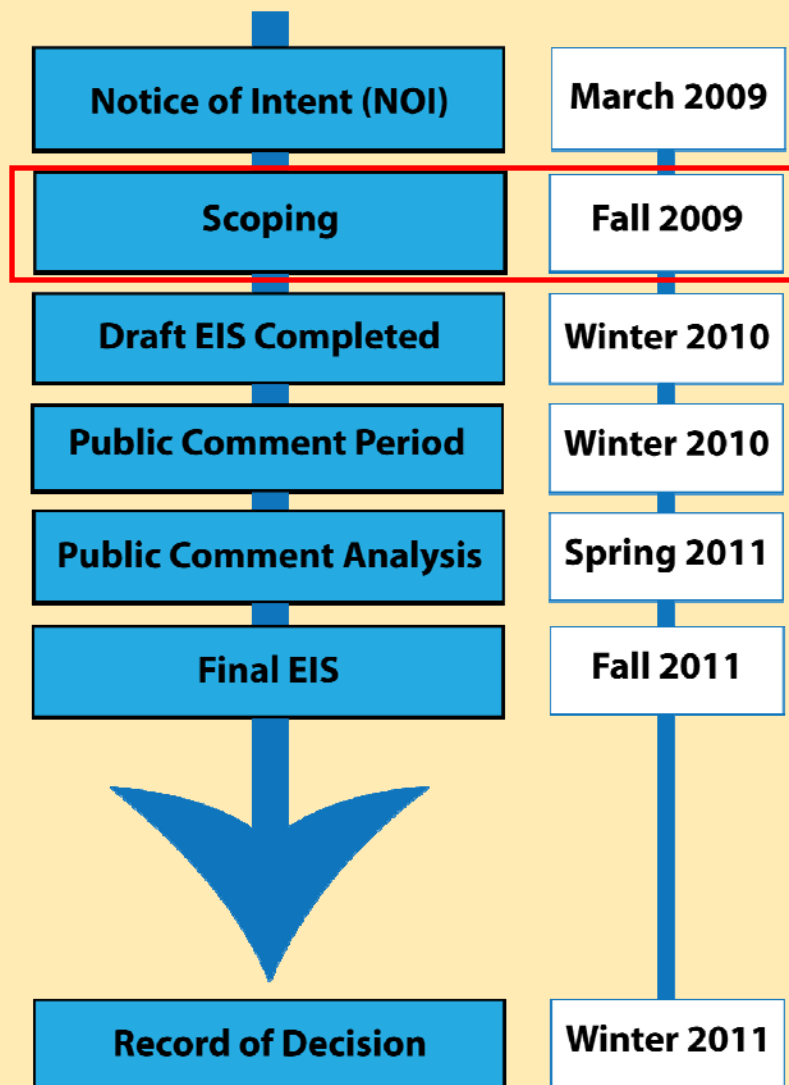 Notice of Intent (NOI)
March 2009
Scoping
Fall 2009
Draft EIS Completed
Winter 2010
Public Comment Period
Winter 2010
Public Comment Analysis
Spring 2011
Final EIS
Fall 2011
Record of Decision
Winter 2011